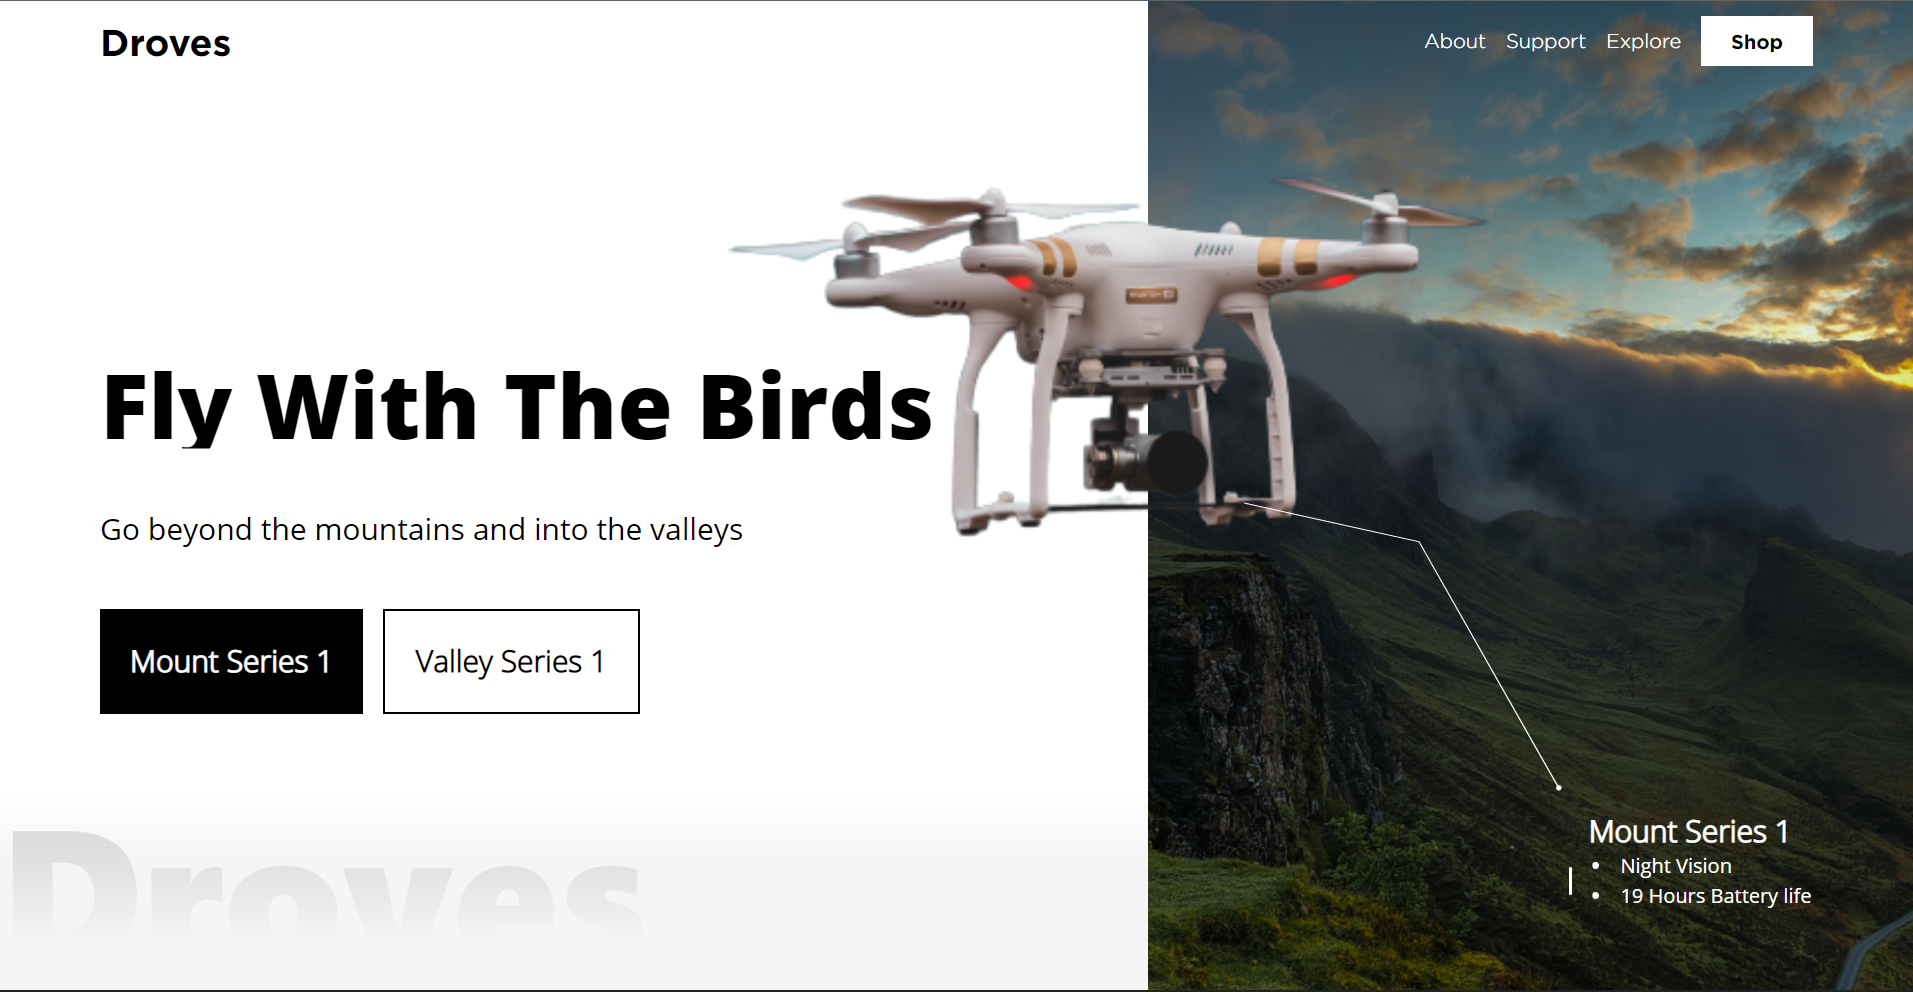 Droves
About Support Explore Shop
Fly With The Birds
Go beyond the mountains and into the valleys
Mount Series 1 Valley Series 1
Droves
Mount Series 1
• Night Vision
• 19 Hours Battery life